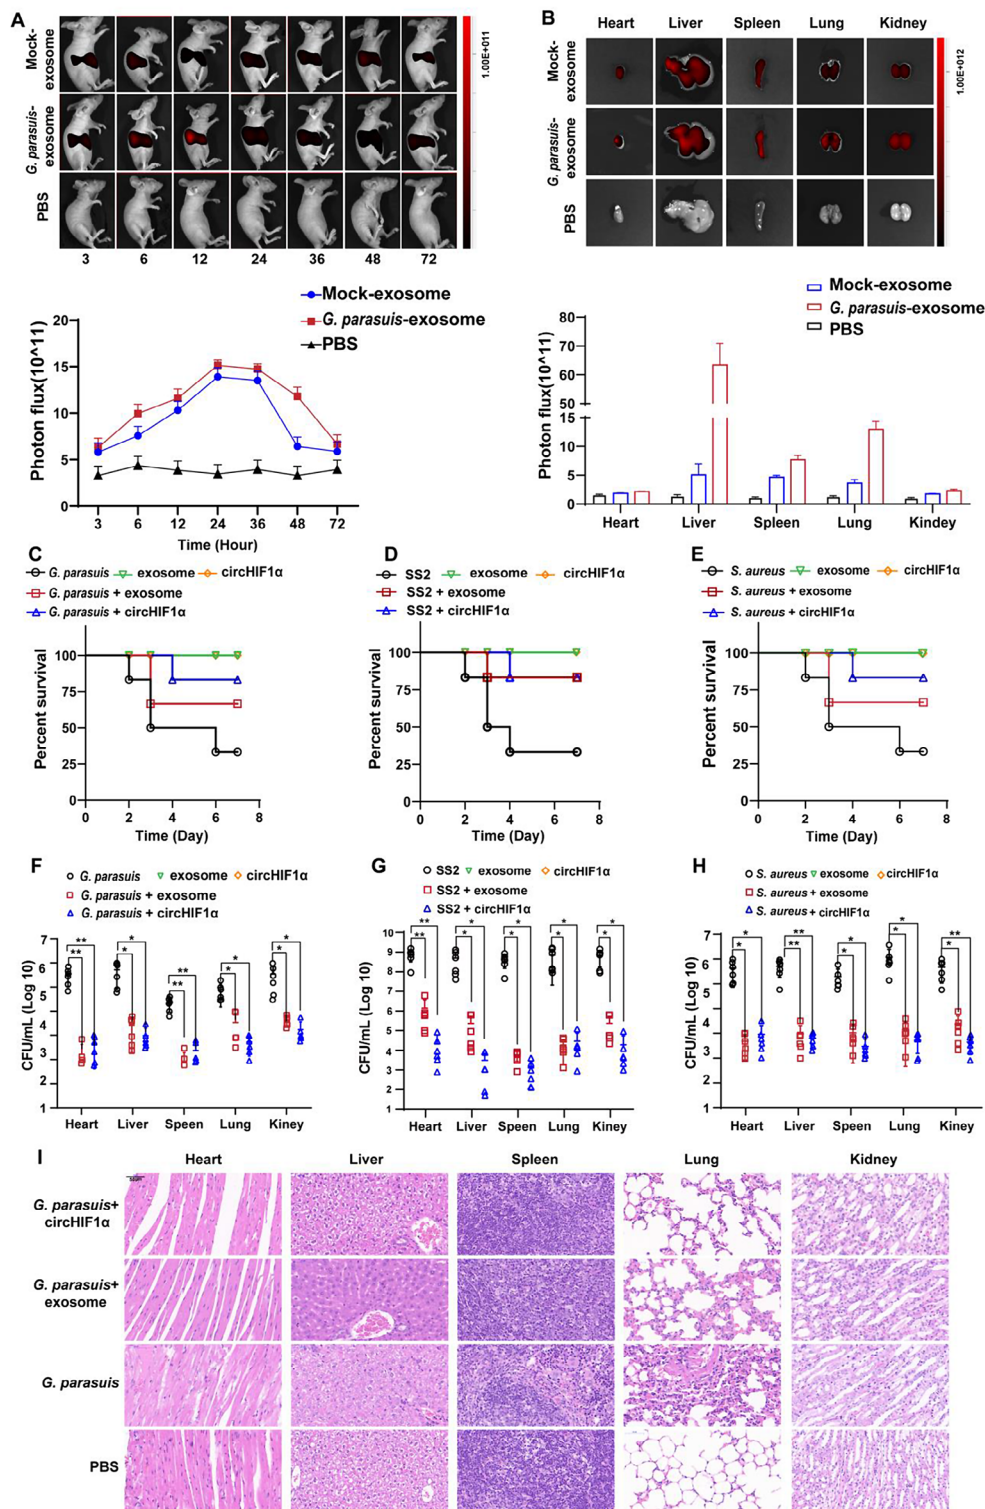 A
Mock-
exosome
G. parasuis-
exosome
PBS
3 6 12 24 36 48 72
1.00E+011
B
Heart Liver Spleen Lung Kidney
Mock-
exosome
G. parasuis-
exosome
PBS
1.00E+012
Mock-exosome
G. parasuis-exosome
PBS
Photon flux(10^11)
20
15
10
5
0
3 6 12 24 36 48 72
Time (Hour)
Mock-exosome
G. parasuis-exosome
PBS
Photon flux(10^11)
80
70
60
50
15
10
5
0
Heart Liver Spleen Lung Kindey
C
G. parasuis exosome circHIF1α
G. parasuis + exosome
G. parasuis + circHIF1α
Percent survival
100
75
50
25
0
0 2 4 6 8
Time (Day)
D
SS2 exosome circHIF1α
SS2 + exosome
SS2 + circHIF1α
Percent survival
100
75
50
25
0
0 2 4 6 8
Time (Day)
E
S. aureus exosome circHIF1α
S. aureus + exosome
S. aureus + circHIF1α
Percent survival
100
75
50
25
0
0 2 4 6 8
Time (Day)
F
G. parasuis exosome circHIF1α
G. parasuis + exosome
G. parasuis + circHIF1α
CFU/mL (Log 10)
7
6
5
4
3
2
1
** ** * * ** ** * * * *
Heart Liver Speen Lung Kiney
G
SS2 exosome circHIF1α
SS2 + exosome
SS2 + circHIF1α
CFU/mL (Log 10)
10
9
8
7
6
5
4
3
2
1
** ** * * * * * * * *
Heart Liver Speen Lung Kiney
H
S. aureus exosome circHIF1α
S. aureus + exosome
S. aureus + circHIF1α
CFU/mL (Log 10)
7
6
5
4
3
2
1
* * ** ** * * * * ** *
Heart Liver Speen Lung Kiney
I
Heart Liver Spleen Lung Kidney
G. parasuis+
circHIF1α
G. parasuis+
exosome
G. parasuis
PBS